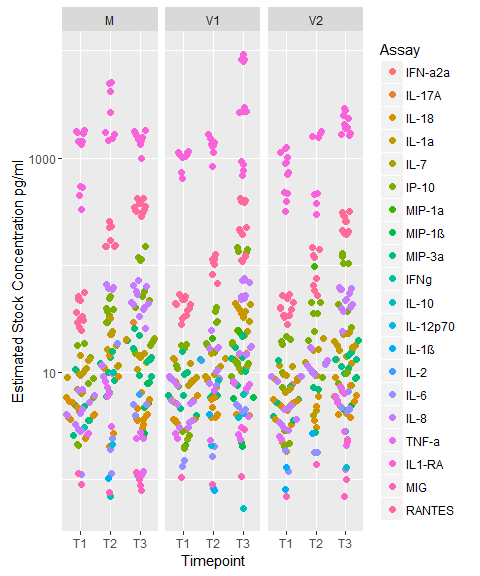 M V1 V2
Estimated Stock Concentration pg/ml
1000
10
T1 T2 T3 T1 T2 T3 T1 T2 T3
Timepoint
Assay
IFN-a2a
IL-17A
IL-18
IL-1a
IL-7
IP-10
MIP-1a
MIP-1ß
MIP-3a
IFNg
IL-10
IL-12p70
IL-1ß
IL-2
IL-6
IL-8
TNF-a
IL1-RA
MIG
RANTES